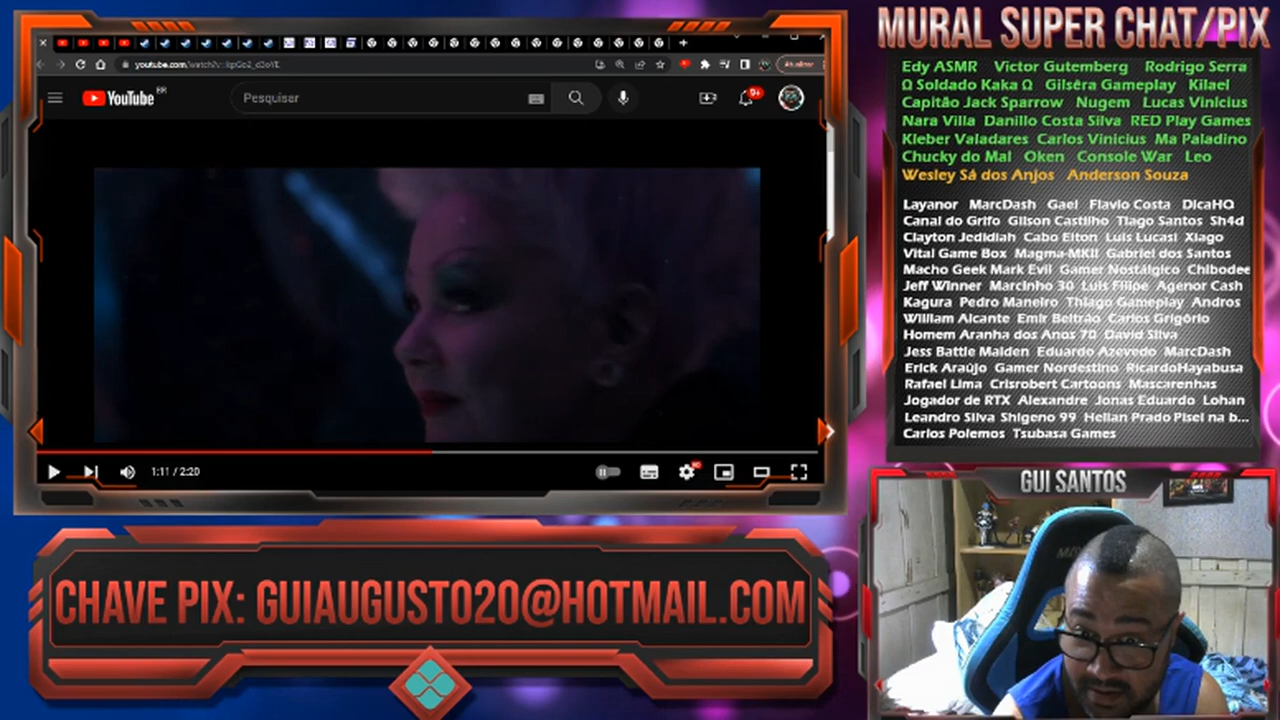 youtube.com
Atualizar
YouTube BR
Pesquisar
9+
1:11 / 2:20
CHAVE PIX: GUIAUGUSTO20@HOTMAIL.COM
MURAL SUPER CHAT/PIX
Edy ASMR Victor Gutemberg Rodrigo Serra
Ω Soldado Kaka Ω Gilsêra Gameplay Kilael
Capitão Jack Sparrow Nugem Lucas Vinícius
Nara Villa Danillo Costa Silva RED Play Games
Kleber Valadares Carlos Vinicius Ma Paladino
Chucky do Mal Oken Console War Leo
Wesley Sá dos Anjos Anderson Souza
Layanor MarcDash Gael Flavio Costa DicaHQ
Canal do Grifo Gilson Castilho Tiago Santos Sh4d
Clayton Jedidiah Cabo Elton Luis Lucasi Xiago
Vital Game Box Magma-MKII Gabriel dos Santos
Macho Geek Mark Evil Gamer Nostálgico Chibodee
Jeff Winner Marcinho 30 Luis Filipe Agenor Cash
Kagura Pedro Maneiro Thiago Gameplay Andros
William Alcante Emir Beltrão Carlos Grigório
Homem Aranha dos Anos 70 David Silva
Jess Battle Maiden Eduardo Azevedo MarcDash
Erick Araújo Gamer Nordestino RicardoHayabusa
Rafael Lima Crisrobert Cartoons Mascarenhas
Jogador de RTX Alexandre Jonas Eduardo Lohan
Leandro Silva Shigeno 99 Hellan Prado Pisei na b...
Carlos Polemos Tsubasa Games
GUI SANTOS